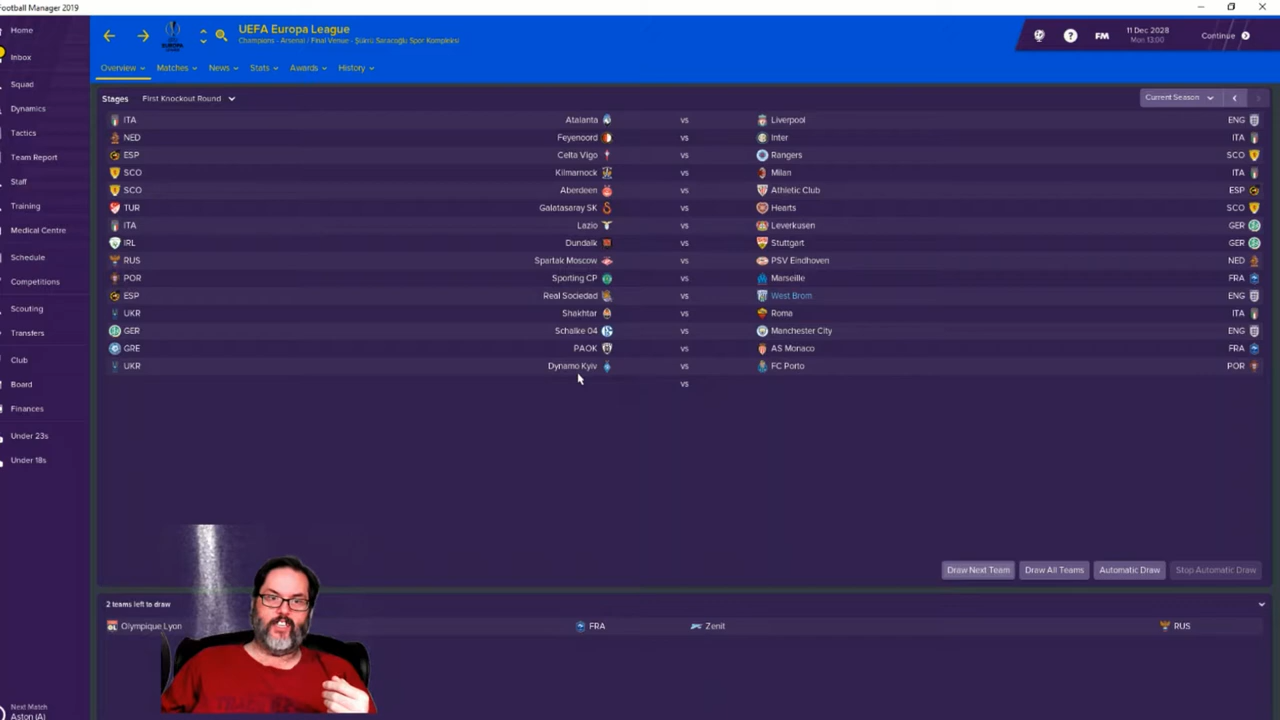 Football Manager 2019
Home
Inbox
Squad
Dynamics
Tactics
Team Report
Staff
Training
Medical Centre
Schedule
Competitions
Scouting
Transfers
Club
Board
Finances
Under 23s
Under 18s
Next Match
Aston (A)
UEFA Europa League
Champions - Arsenal / Final Venue - Şükrü Saracoğlu Spor Kompleksi
FM
11 Dec 2028
Mon 13:00
Continue
Overview Matches News Stats Awards History
Stages First Knockout Round
Current Season
ITA Atalanta vs Liverpool ENG
NED Feyenoord vs Inter ITA
ESP Celta Vigo vs Rangers SCO
SCO Kilmarnock vs Milan ITA
SCO Aberdeen vs Athletic Club ESP
TUR Galatasaray SK vs Hearts SCO
ITA Lazio vs Leverkusen GER
IRL Dundalk vs Stuttgart GER
RUS Spartak Moscow vs PSV Eindhoven NED
POR Sporting CP vs Marseille FRA
ESP Real Sociedad vs West Brom ENG
UKR Shakhtar vs Roma ITA
GER Schalke 04 vs Manchester City ENG
GRE PAOK vs AS Monaco FRA
UKR Dynamo Kyiv vs FC Porto POR
vs
Draw Next Team Draw All Teams Automatic Draw Stop Automatic Draw
2 teams left to draw
Olympique Lyon FRA Zenit RUS